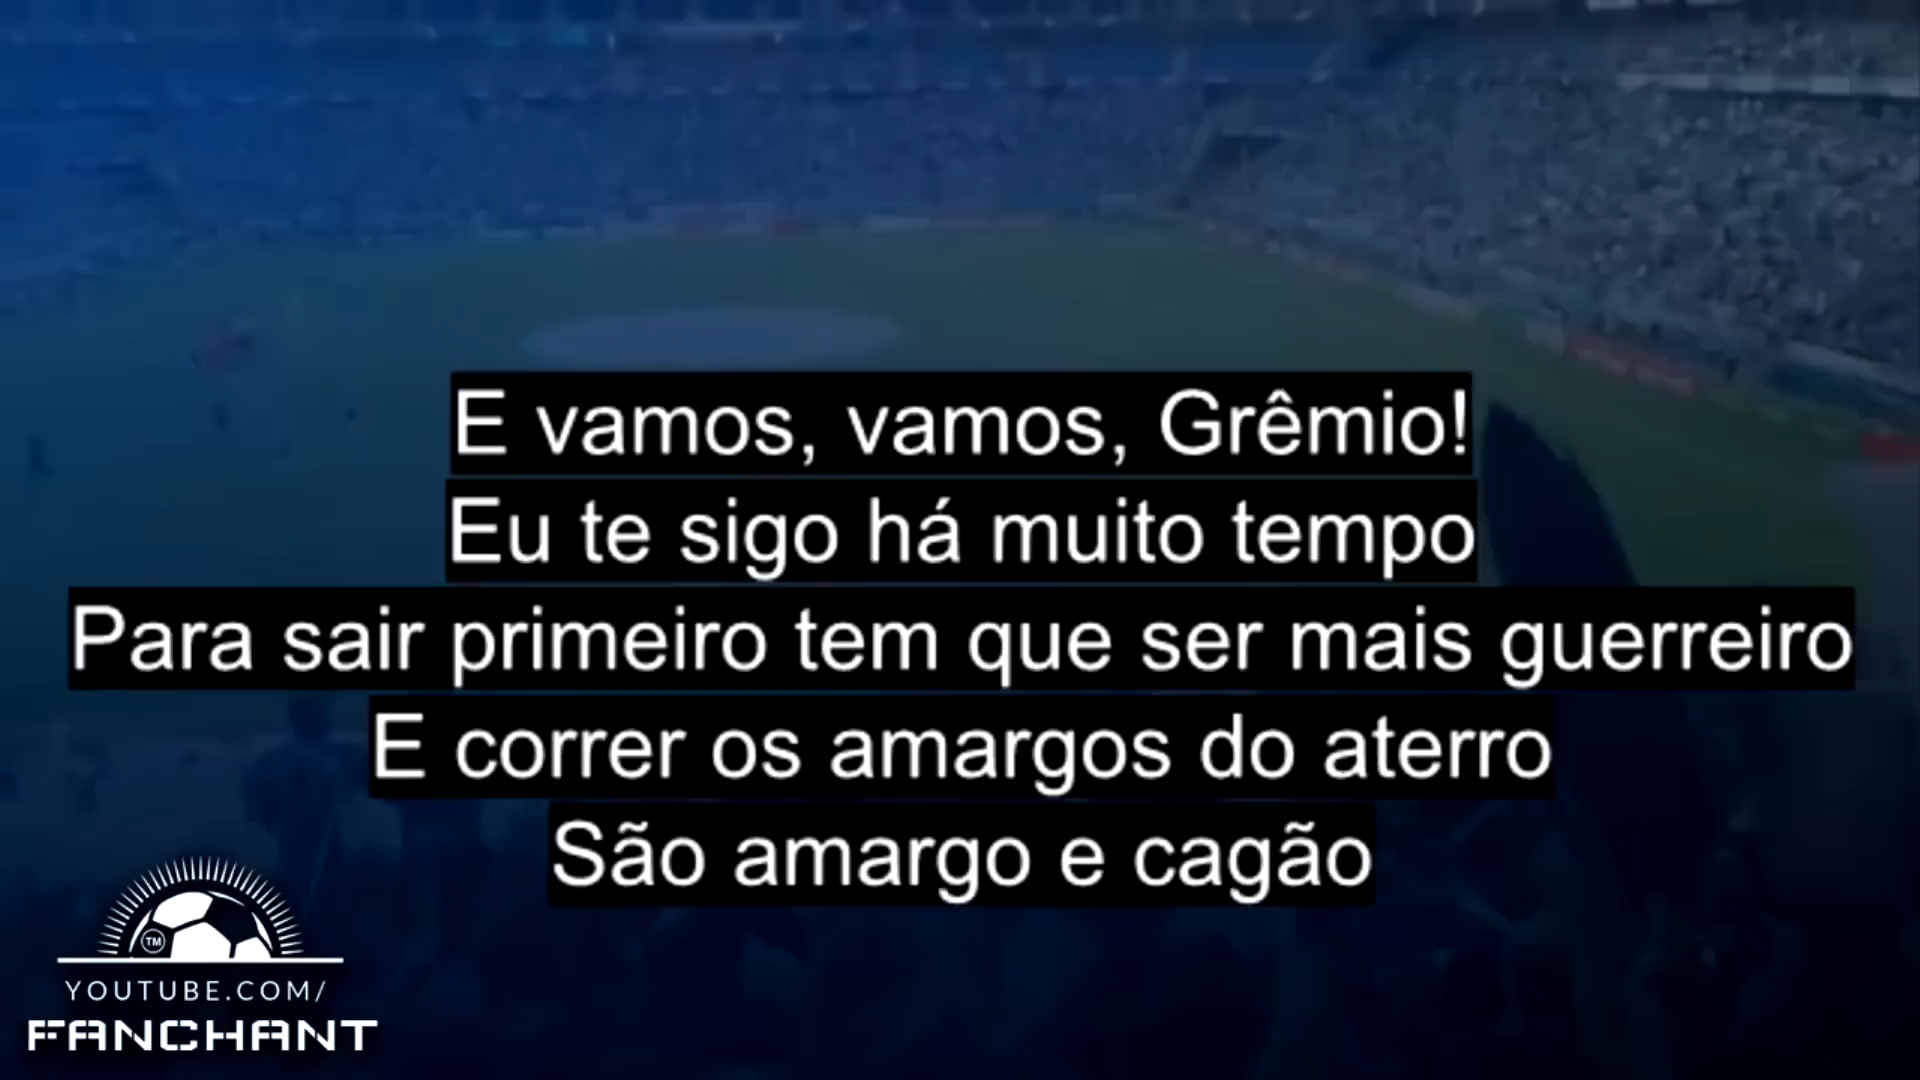 E vamos, vamos, Grêmio!
Eu te sigo há muito tempo
Para sair primeiro tem que ser mais guerreiro
E correr os amargos do aterro
São amargo e cagão
TM
YOUTUBE.COM/
FANCHANT